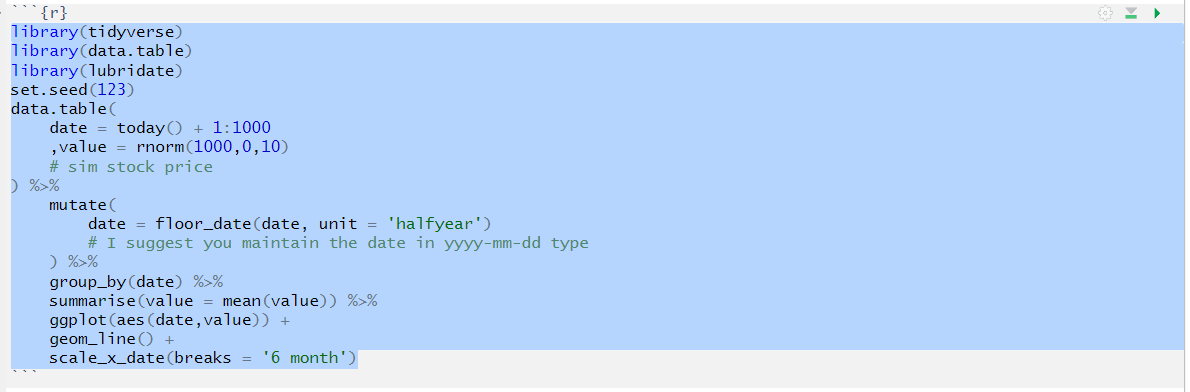 ```{r}
library(tidyverse)
library(data.table)
library(lubridate)
set.seed(123)
data.table(
    date = today() + 1:1000
    ,value = rnorm(1000,0,10)
    # sim stock price
) %>%
    mutate(
        date = floor_date(date, unit = 'halfyear')
        # I suggest you maintain the date in yyyy-mm-dd type
    ) %>%
    group_by(date) %>%
    summarise(value = mean(value)) %>%
    ggplot(aes(date,value)) +
    geom_line() +
    scale_x_date(breaks = '6 month')
```